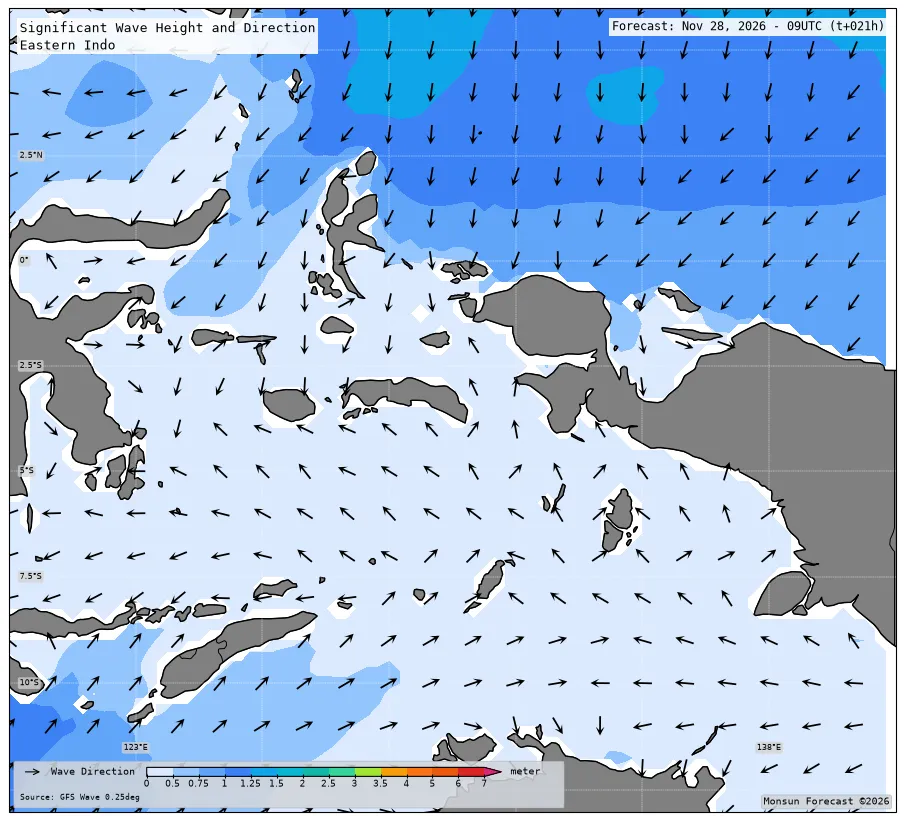 Significant Wave Height and Direction
Eastern Indo
Forecast: Nov 28, 2026 - 09UTC (t+021h)
2.5°N
0°
2.5°S
5°S
7.5°S
10°S
123°E
138°E
Wave Direction
0 0.5 0.75 1 1.25 1.5 2 2.5 3 3.5 4 5 6 7
meter
Source: GFS Wave 0.25deg
Monsun Forecast ©2026